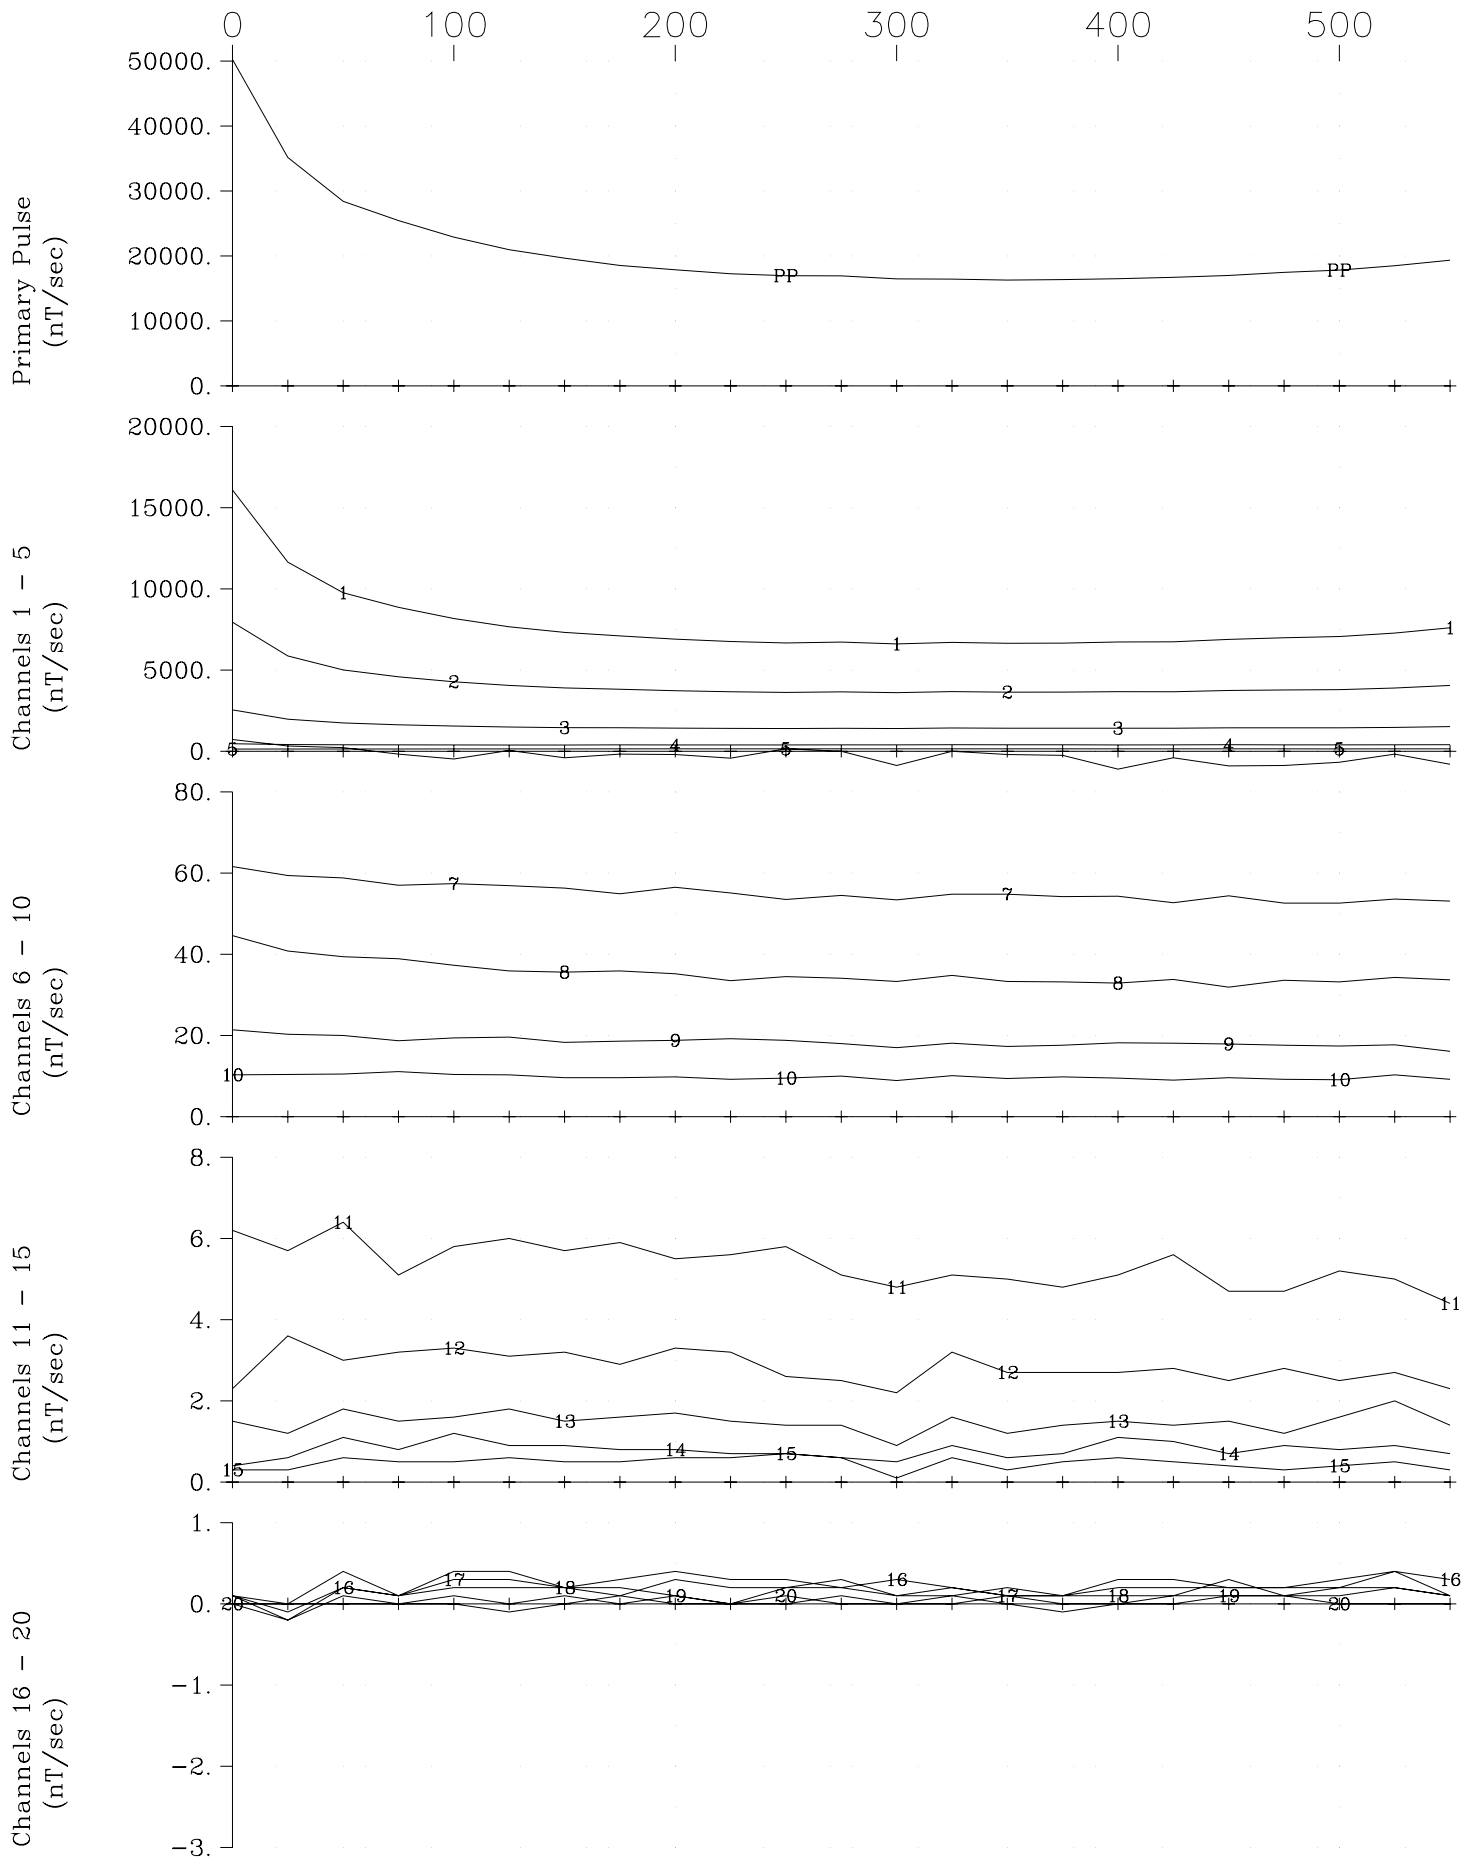 0 100 200 300 400 500
50000.
40000.
30000.
20000.
10000.
0.
Primary Pulse
(nT/sec)
PP PP
20000.
15000.
10000.
5000.
0.
Channels 1 - 5
(nT/sec)
1 1 1
2 2
3 3
5 4 5 4 5
80.
60.
40.
20.
0.
Channels 6 - 10
(nT/sec)
7 7
8 8
9 9
10 10 10
8.
6.
4.
2.
0.
Channels 11 - 15
(nT/sec)
11 11 11
12 12
13 13
14 14
15 15 15
1.
0.
-1.
-2.
-3.
Channels 16 - 20
(nT/sec)
16 16 16
17 17
18 18
19 19
20 20 20